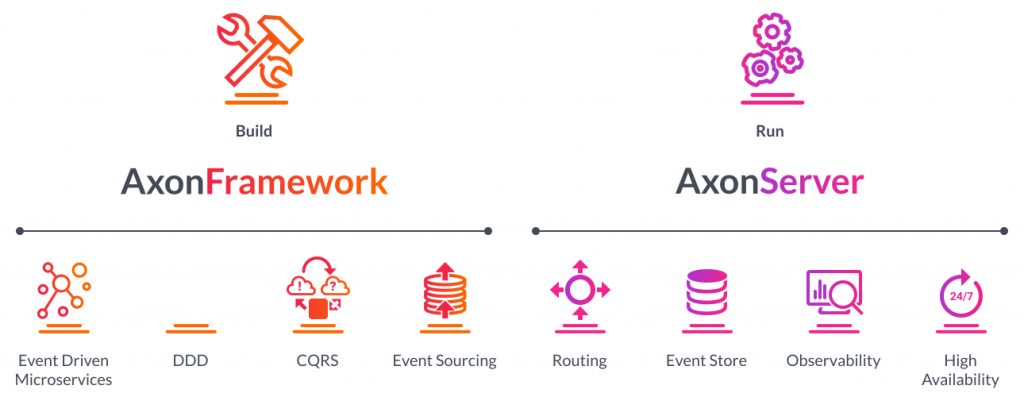 Build
Run
AxonFramework
AxonServer
!
?
24/7
Event Driven
Microservices
DDD
CQRS
Event Sourcing
Routing
Event Store
Observability
High
Availability